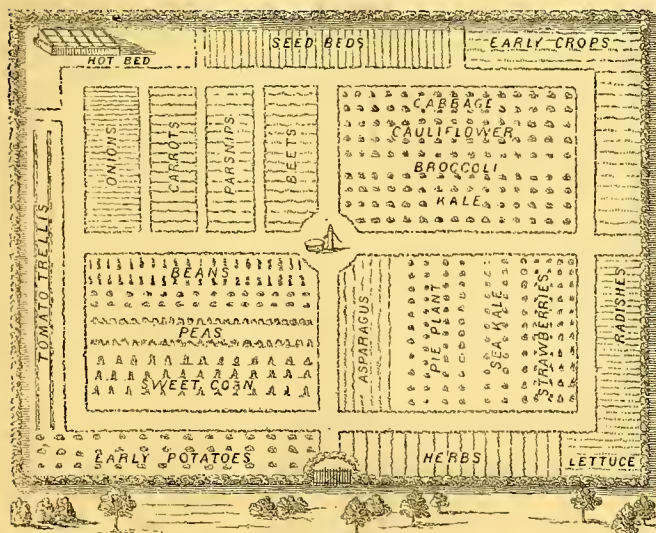 HOT BED
SEED BEDS
EARLY CROPS
ONIONS
CARROTS
PARSNIPS
BEETS
CABBAGE
CAULIFLOWER
BROCCOLI
KALE
TOMATO TRELLIS
BEANS
PEAS
SWEET CORN
ASPARAGUS
PIE PLANT
SEA KALE
STRAWBERRIES
RADISHES
EARLY POTATOES
HERBS
LETTUCE